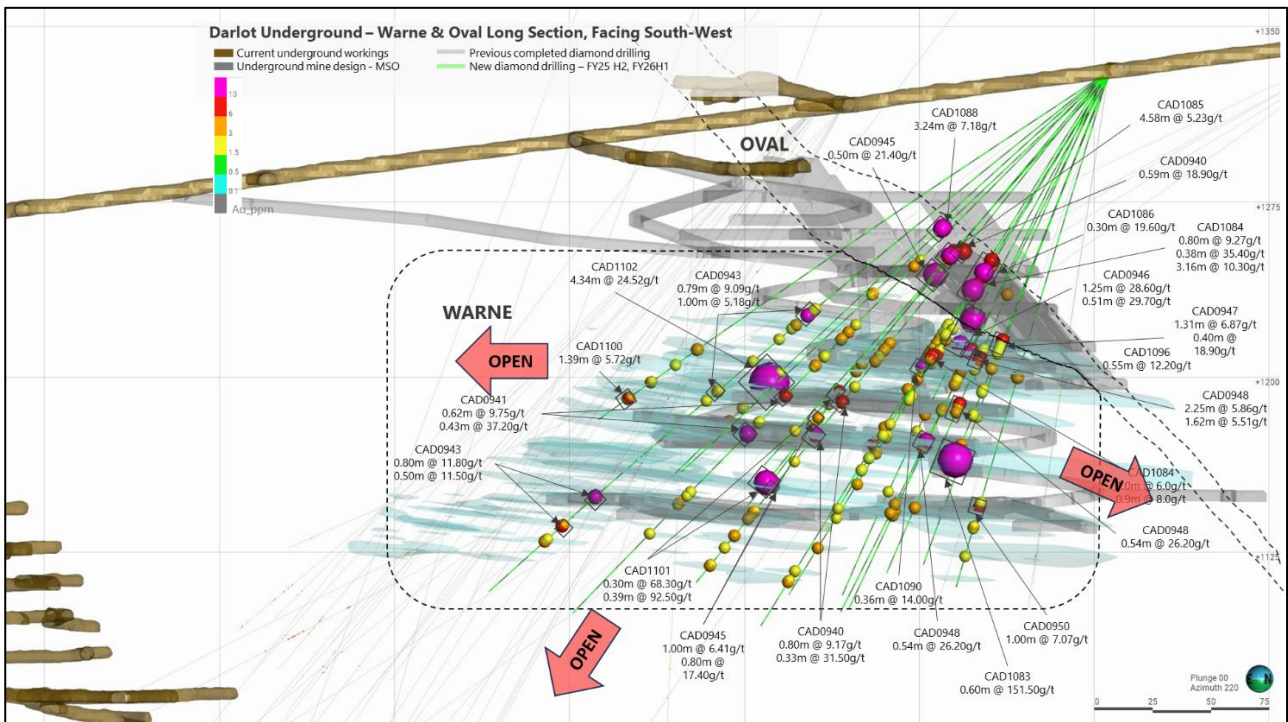 Darlot Underground – Warne & Oval Long Section, Facing South-West
Current underground workings
Previous completed diamond drilling
Underground mine design - MSO
New diamond drilling – FY25 H2, FY26H1
10
6
3
1.5
0.5
0.1
Au_ppm
+1350
+1275
+1200
+1125
OVAL
WARNE
OPEN
OPEN
OPEN
CAD1088
3.24m @ 7.18g/t
CAD1085
4.58m @ 5.23g/t
CAD0945
0.50m @ 21.40g/t
CAD0940
0.59m @ 18.90g/t
CAD1086
0.30m @ 19.60g/t
CAD1084
0.80m @ 9.27g/t
0.38m @ 35.40g/t
3.16m @ 10.30g/t
CAD0946
1.25m @ 28.60g/t
0.51m @ 29.70g/t
CAD0947
1.31m @ 6.87g/t
0.40m @
18.90g/t
CAD1096
0.55m @ 12.20g/t
CAD0948
2.25m @ 5.86g/t
1.62m @ 5.51g/t
CAD1084
@ 6.0g/t
@ 8.0g/t
CAD0948
0.54m @ 26.20g/t
CAD1102
4.34m @ 24.52g/t
CAD0943
0.79m @ 9.09g/t
1.00m @ 5.18g/t
CAD1100
1.39m @ 5.72g/t
CAD0941
0.62m @ 9.75g/t
0.43m @ 37.20g/t
CAD0943
0.80m @ 11.80g/t
0.50m @ 11.50g/t
CAD1101
0.30m @ 68.30g/t
0.39m @ 92.50g/t
CAD0945
1.00m @ 6.41g/t
0.80m @
17.40g/t
CAD0940
0.80m @ 9.17g/t
0.33m @ 31.50g/t
CAD1090
0.36m @ 14.00g/t
CAD0948
0.54m @ 26.20g/t
CAD0950
1.00m @ 7.07g/t
CAD1083
0.60m @ 151.50g/t
Plunge 00
Azimuth 220
N
0
25
50
75